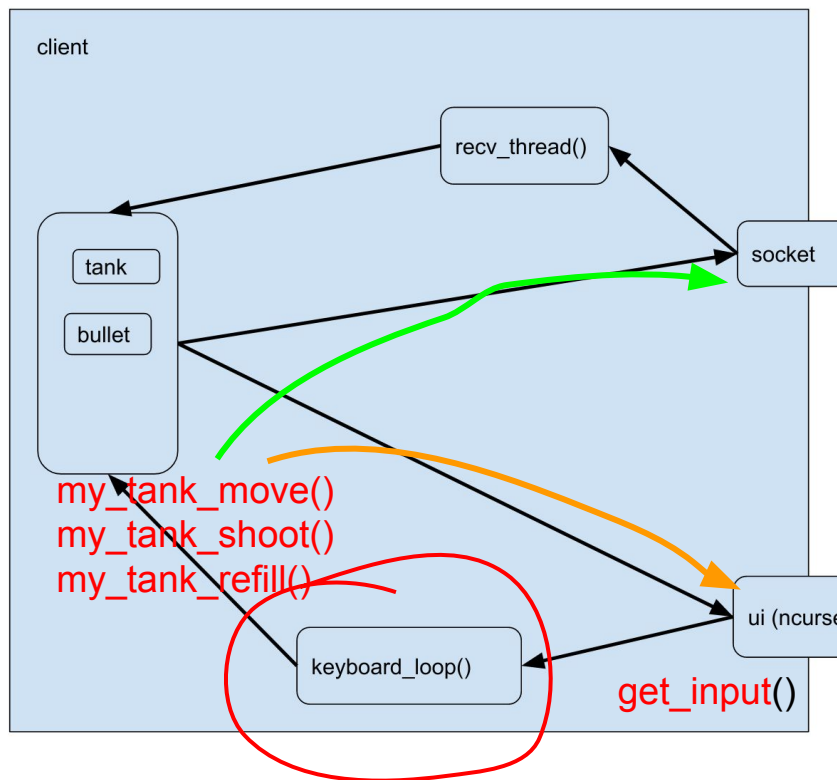 client
recv_thread()
tank
socket
bullet
my_tank_move()
my_tank_shoot()
my_tank_refill()
ui (ncurse
keyboard_loop()
get_input()